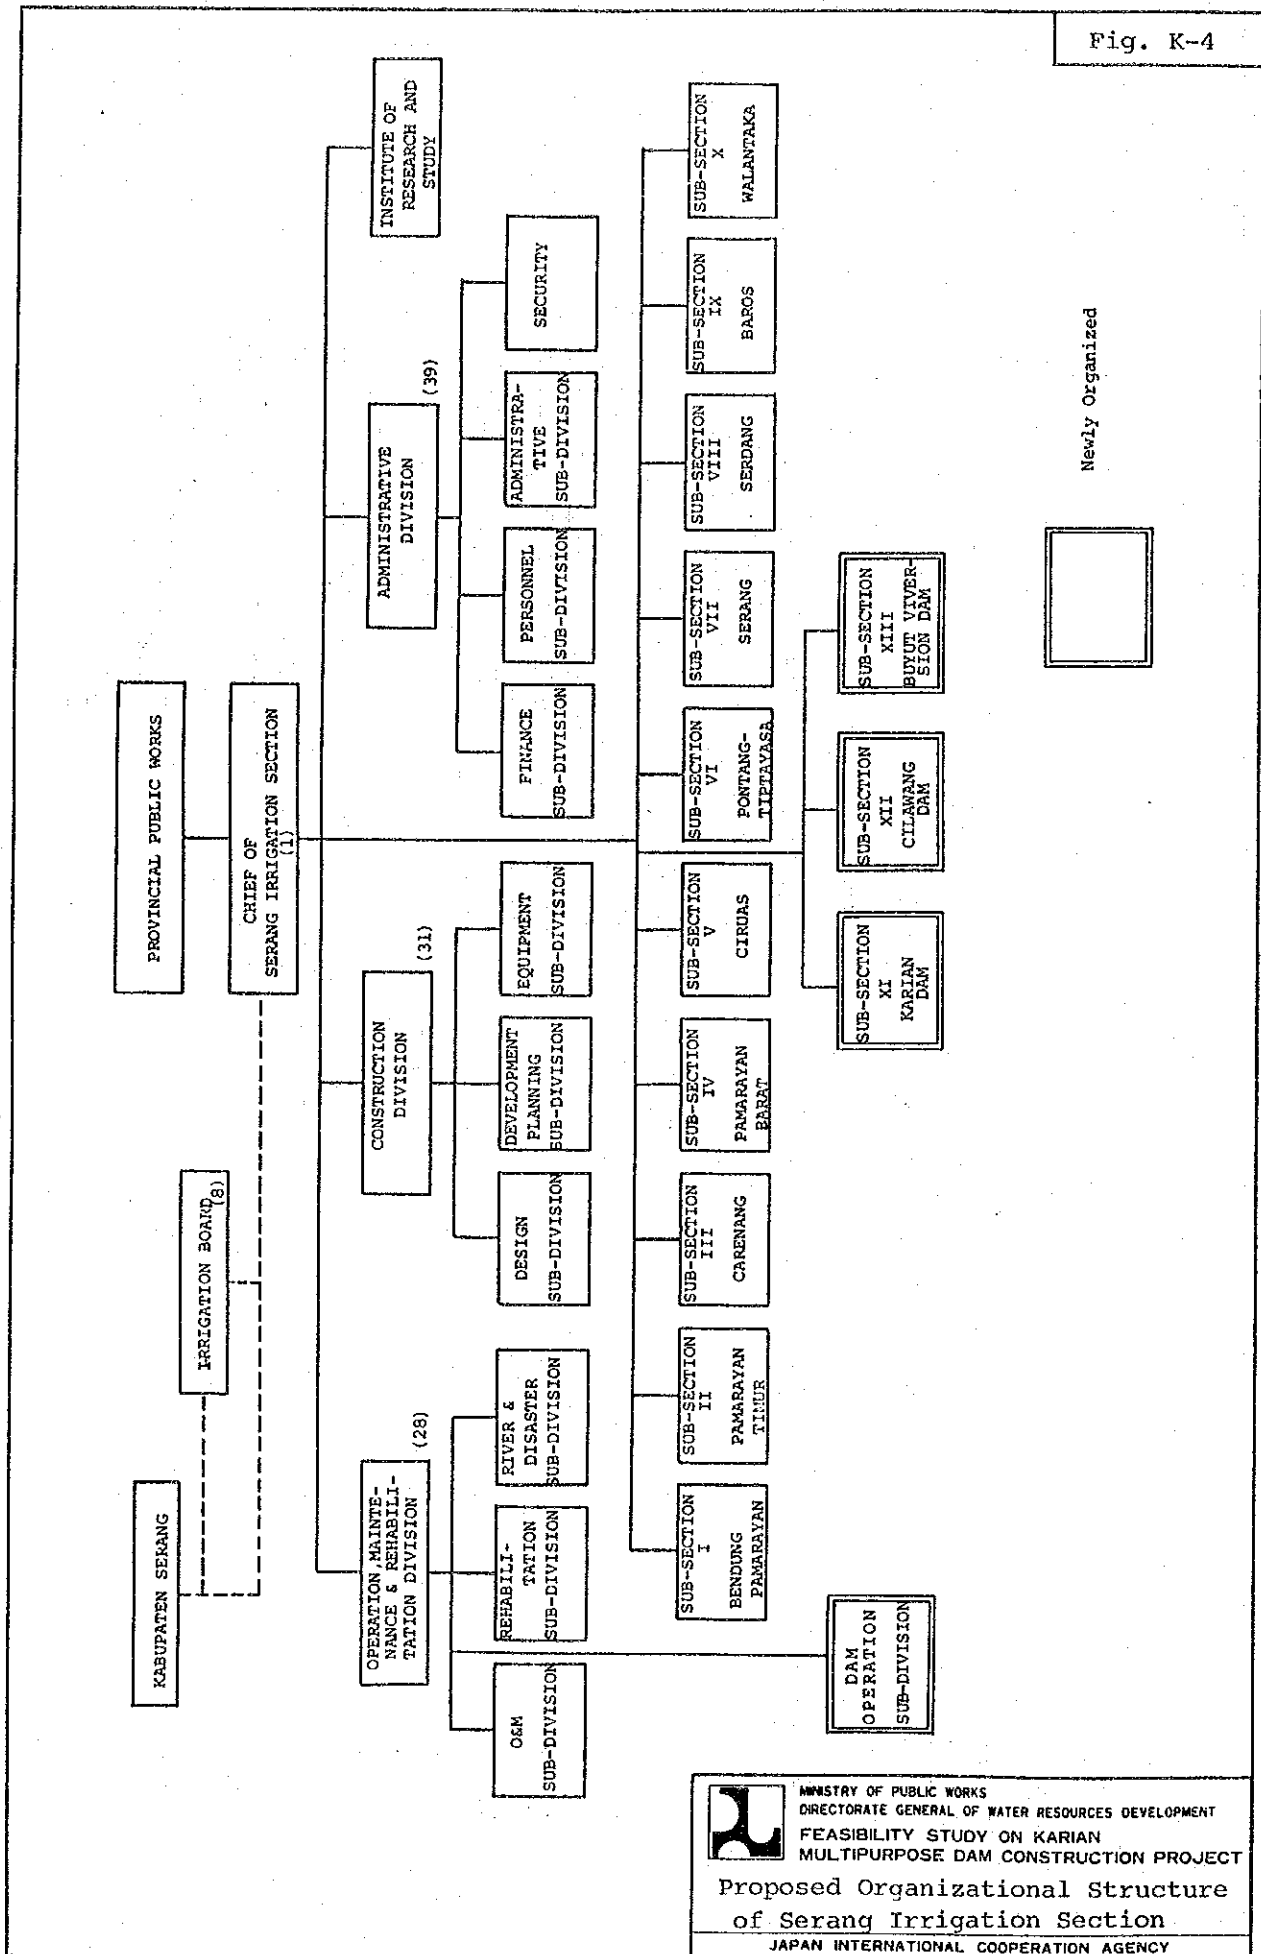 Fig. K-4
PROVINCIAL PUBLIC WORKS
CHIEF OF
SERANG IRRIGATION SECTION
(1)
KABUPATEN SERANG
IRRIGATION BOARD
(8)
OPERATION,MAINTE-
NANCE & REHABILI-
TATION DIVISION
(28)
CONSTRUCTION
DIVISION
(31)
ADMINISTRATIVE
DIVISION
(39)
INSTITUTE OF
RESEARCH AND
STUDY
O&M
SUB-DIVISION
REHABILI-
TATION
SUB-DIVISION
RIVER &
DISASTER
SUB-DIVISION
DESIGN
SUB-DIVISION
DEVELOPMENT
PLANNING
SUB-DIVISION
EQUIPMENT
SUB-DIVISION
FINANCE
SUB-DIVISION
PERSONNEL
SUB-DIVISION
ADMINISTRA-
TIVE
SUB-DIVISION
SECURITY
SUB-SECTION
I
BENDUNG
PAMARAYAN
SUB-SECTION
II
PAMARAYAN
TIMUR
SUB-SECTION
III
CARENANG
SUB-SECTION
IV
PAMARAYAN
BARAT
SUB-SECTION
V
CIRUAS
SUB-SECTION
VI
PONTANG-
TIPTAYASA
SUB-SECTION
VII
SERANG
SUB-SECTION
VIII
SERDANG
SUB-SECTION
IX
BAROS
SUB-SECTION
X
WALANTAKA
DAM
OPERATION
SUB-DIVISION
SUB-SECTION
XI
KARIAN
DAM
SUB-SECTION
XII
CILAWANG
DAM
SUB-SECTION
XIII
BUYUT VIVER-
SION DAM
Newly Organized
MINISTRY OF PUBLIC WORKS
DIRECTORATE GENERAL OF WATER RESOURCES DEVELOPMENT
FEASIBILITY STUDY ON KARIAN
MULTIPURPOSE DAM CONSTRUCTION PROJECT
Proposed Organizational Structure
of Serang Irrigation Section
JAPAN INTERNATIONAL COOPERATION AGENCY